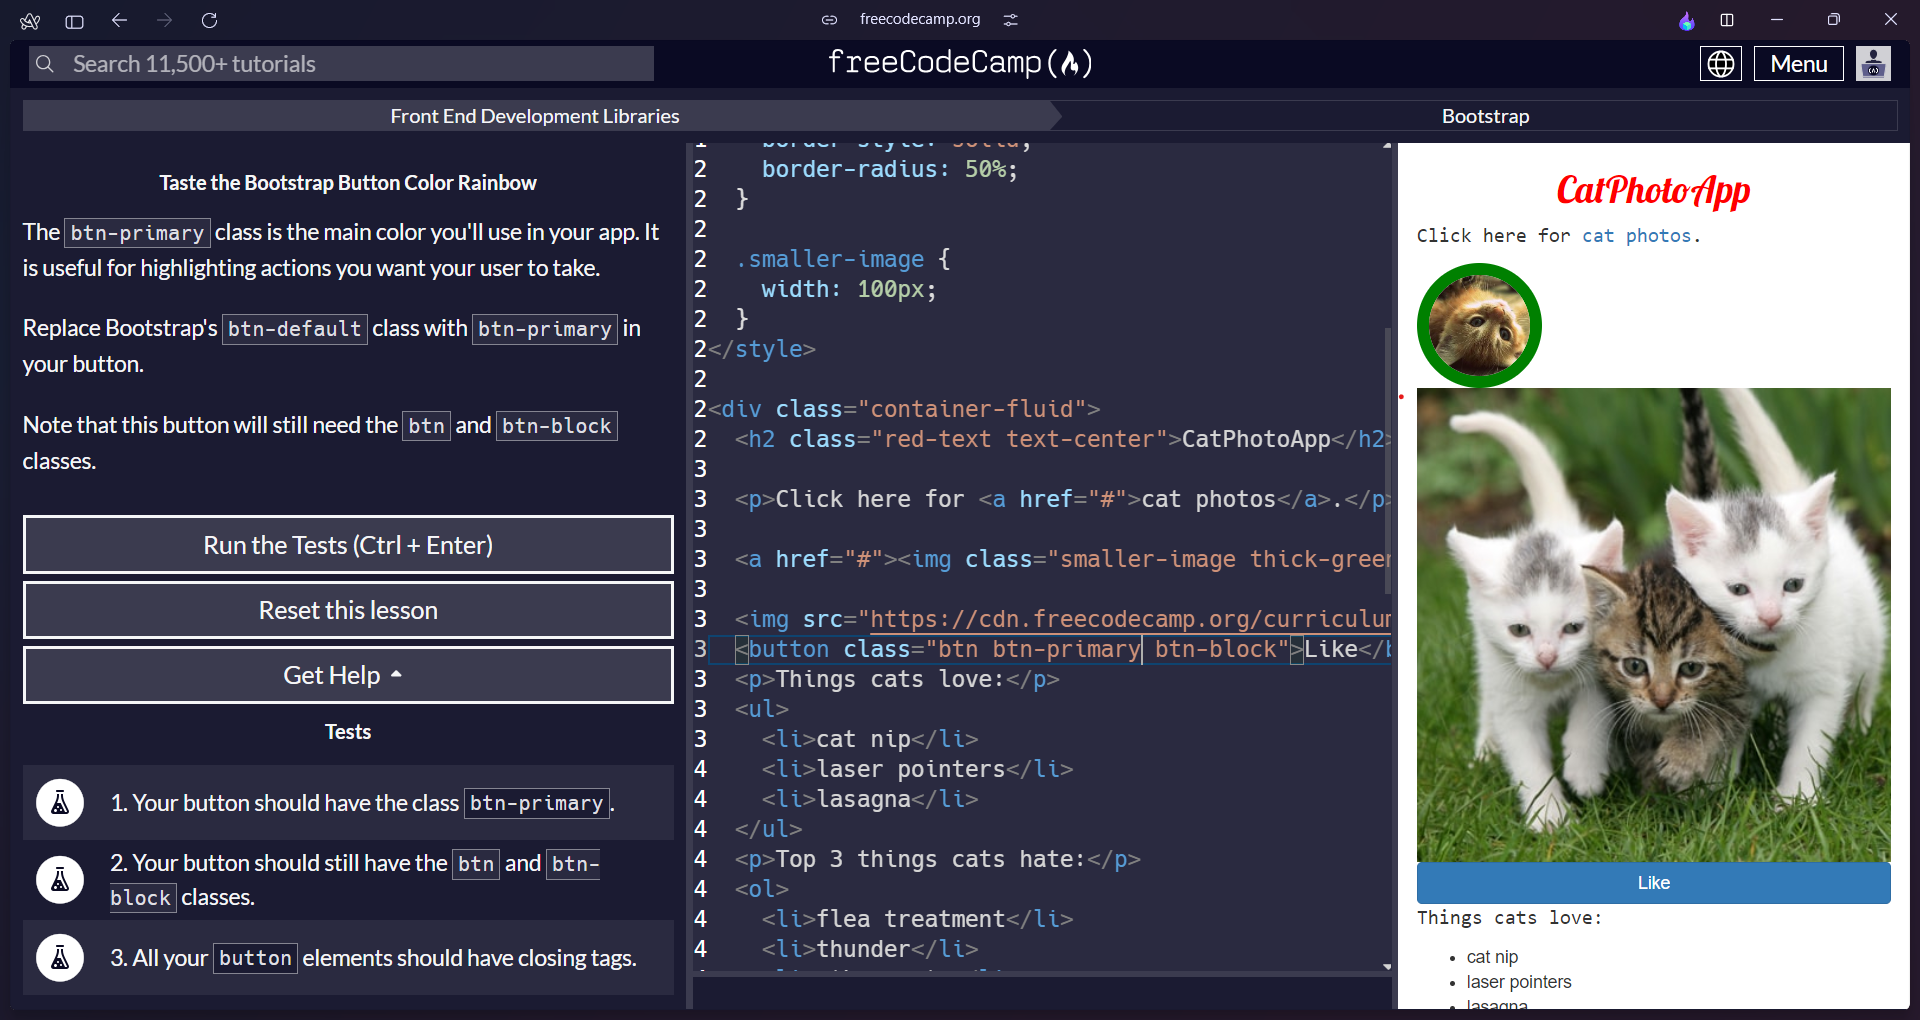 freecodecamp.org
Search 11,500+ tutorials
freeCodeCamp
Menu
Front End Development Libraries
Bootstrap
Taste the Bootstrap Button Color Rainbow
The btn-primary class is the main color you'll use in your app. It
is useful for highlighting actions you want your user to take.
Replace Bootstrap's btn-default class with btn-primary in
your button.
Note that this button will still need the btn and btn-block
classes.
Run the Tests (Ctrl + Enter)
Reset this lesson
Get Help
Tests
1. Your button should have the class btn-primary.
2. Your button should still have the btn and btn-
block classes.
3. All your button elements should have closing tags.
border-style: solid;
2 border-radius: 50%;
2 }
2
2 .smaller-image {
2 width: 100px;
2 }
2 </style>
2
2 <div class="container-fluid">
2 <h2 class="red-text text-center">CatPhotoApp</h2>
3
3 <p>Click here for <a href="#">cat photos</a>.</p>
3
3 <a href="#"><img class="smaller-image thick-green
3
3 <img src="https://cdn.freecodecamp.org/curriculum
3 <button class="btn btn-primary btn-block">Like</b
3 <p>Things cats love:</p>
3 <ul>
3 <li>cat nip</li>
4 <li>laser pointers</li>
4 <li>lasagna</li>
4 </ul>
4 <p>Top 3 things cats hate:</p>
4 <ol>
4 <li>flea treatment</li>
4 <li>thunder</li>
CatPhotoApp
Click here for cat photos.
Like
Things cats love:
cat nip
laser pointers
lasagna